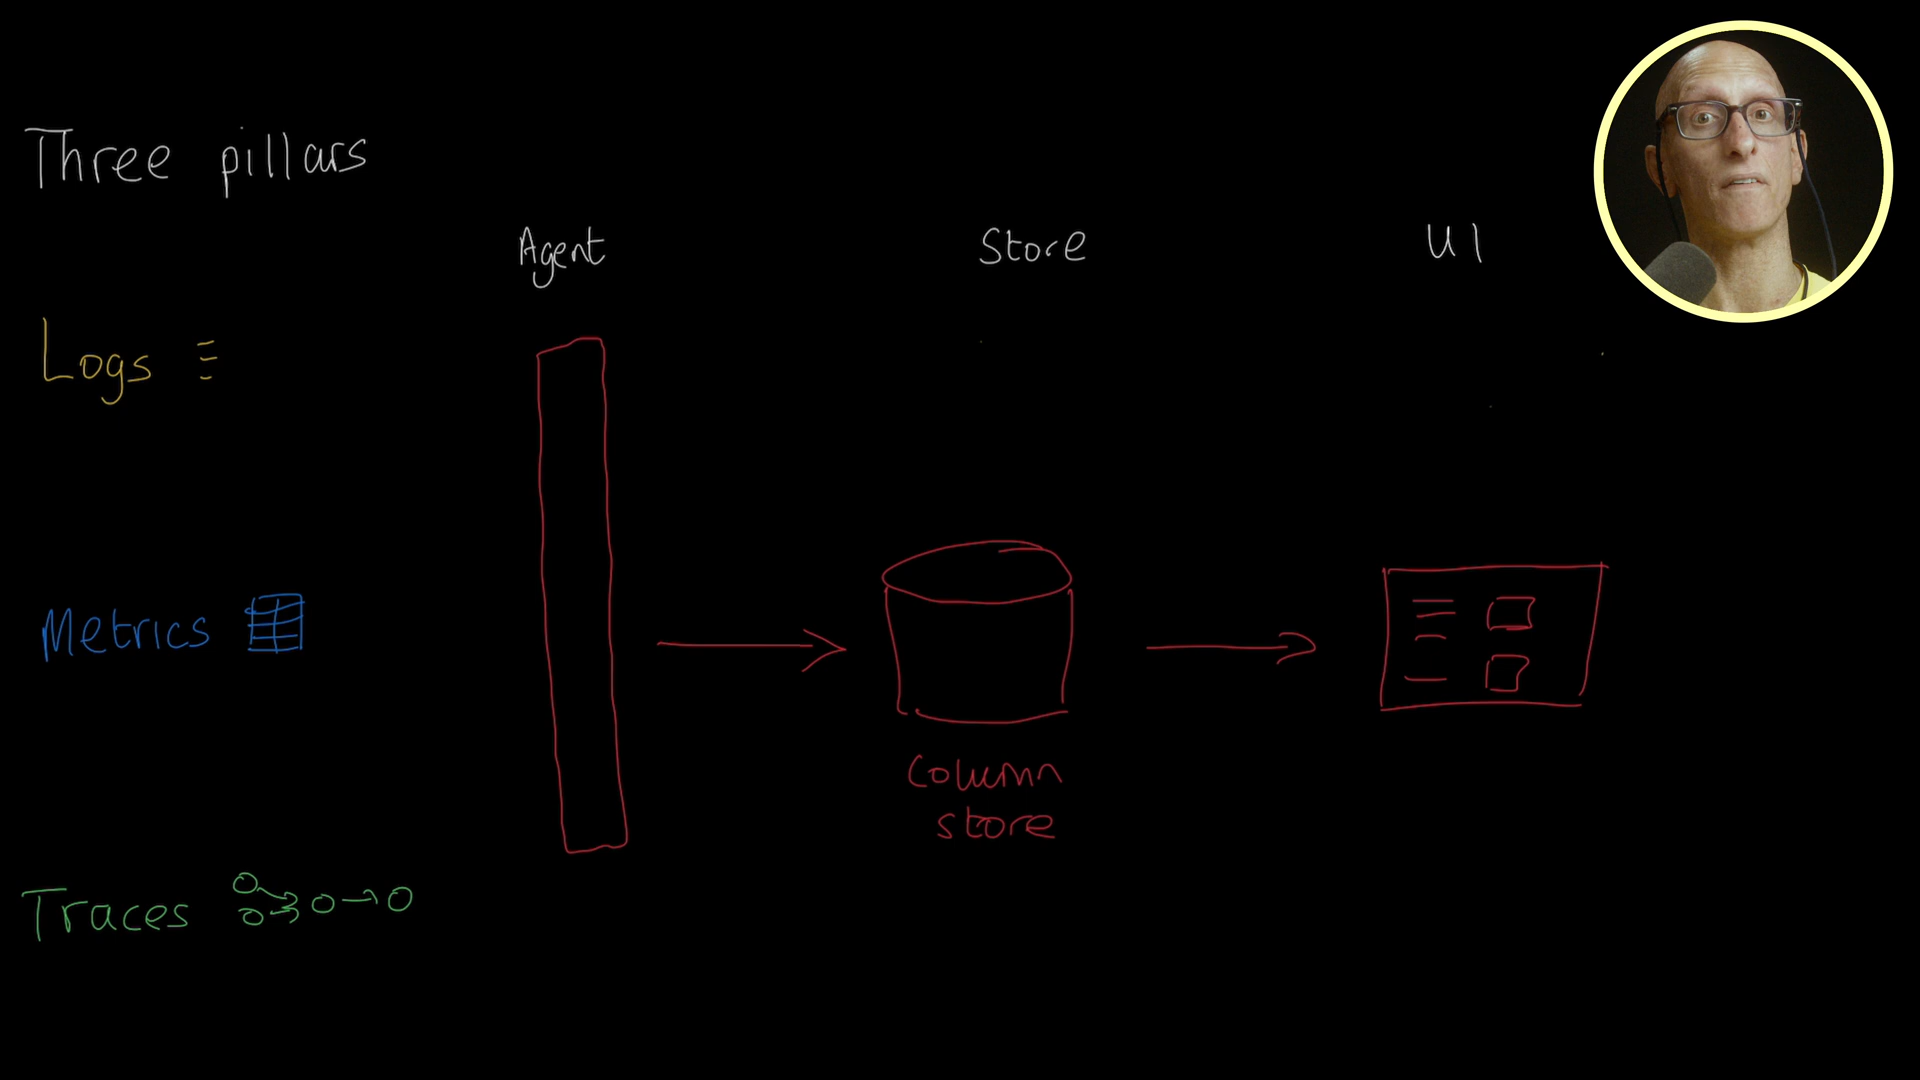 Three pillars
Agent
Store
UI
Logs
Metrics
Column
store
Traces